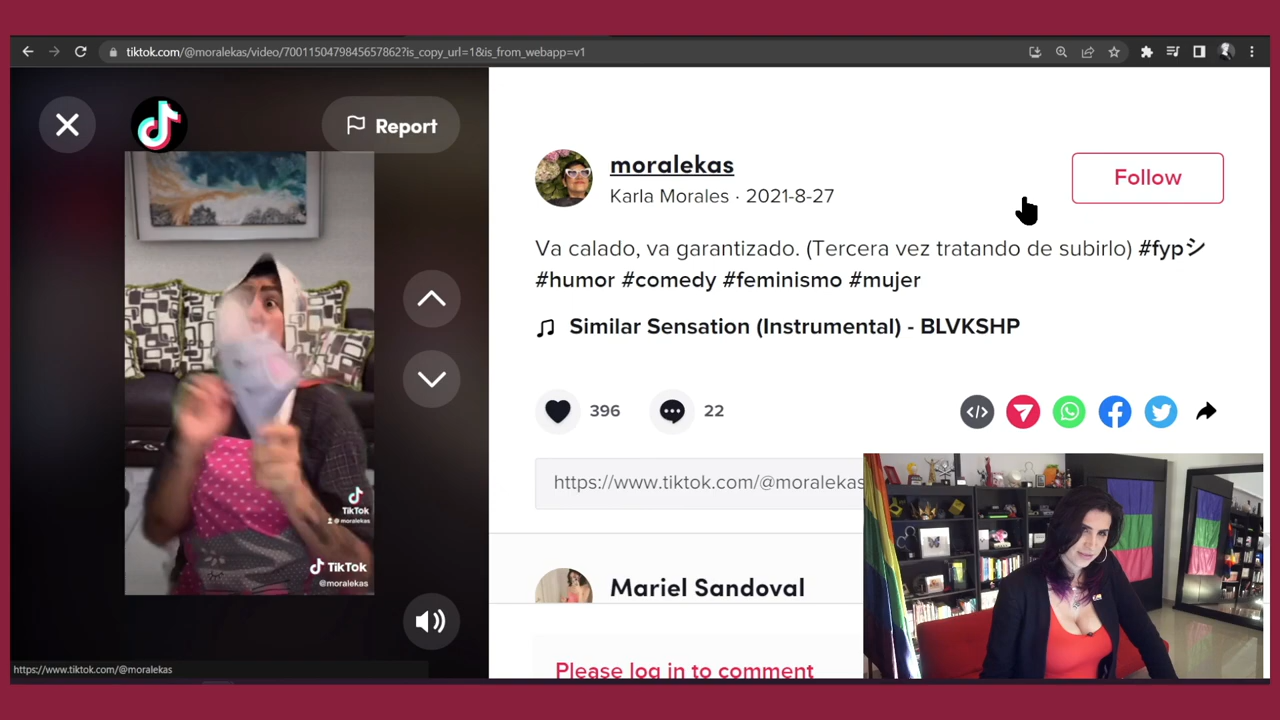 tiktok.com/@moralekas/video/7001150479845657862?is_copy_url=1&is_from_webapp=v1
Report
moralekas
Karla Morales · 2021-8-27
Follow
Va calado, va garantizado. (Tercera vez tratando de subirlo) #fypシ
#humor #comedy #feminismo #mujer
Similar Sensation (Instrumental) - BLVKSHP
396
22
https://www.tiktok.com/@moralekas
TikTok
@moralekas
TikTok
@moralekas
Mariel Sandoval
Please log in to comment
https://www.tiktok.com/@moralekas